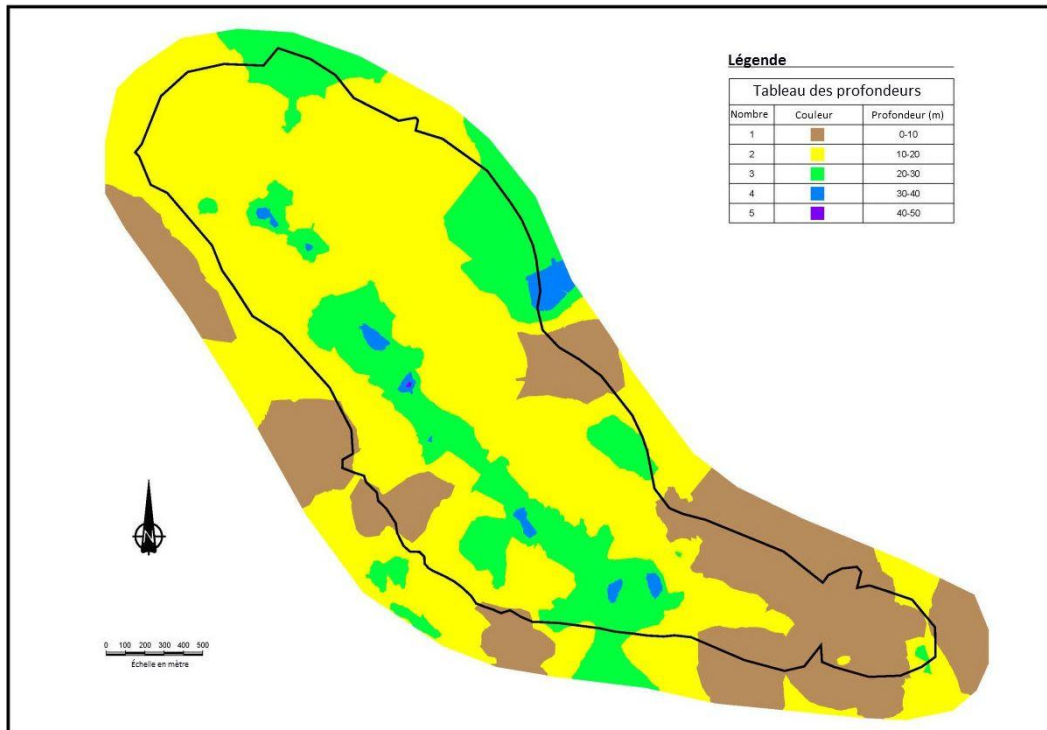 Légende
Tableau des profondeurs
Nombre Couleur Profondeur (m)
1 0-10
2 10-20
3 20-30
4 30-40
5 40-50
N
0 100 200 300 400 500
Échelle en mètre